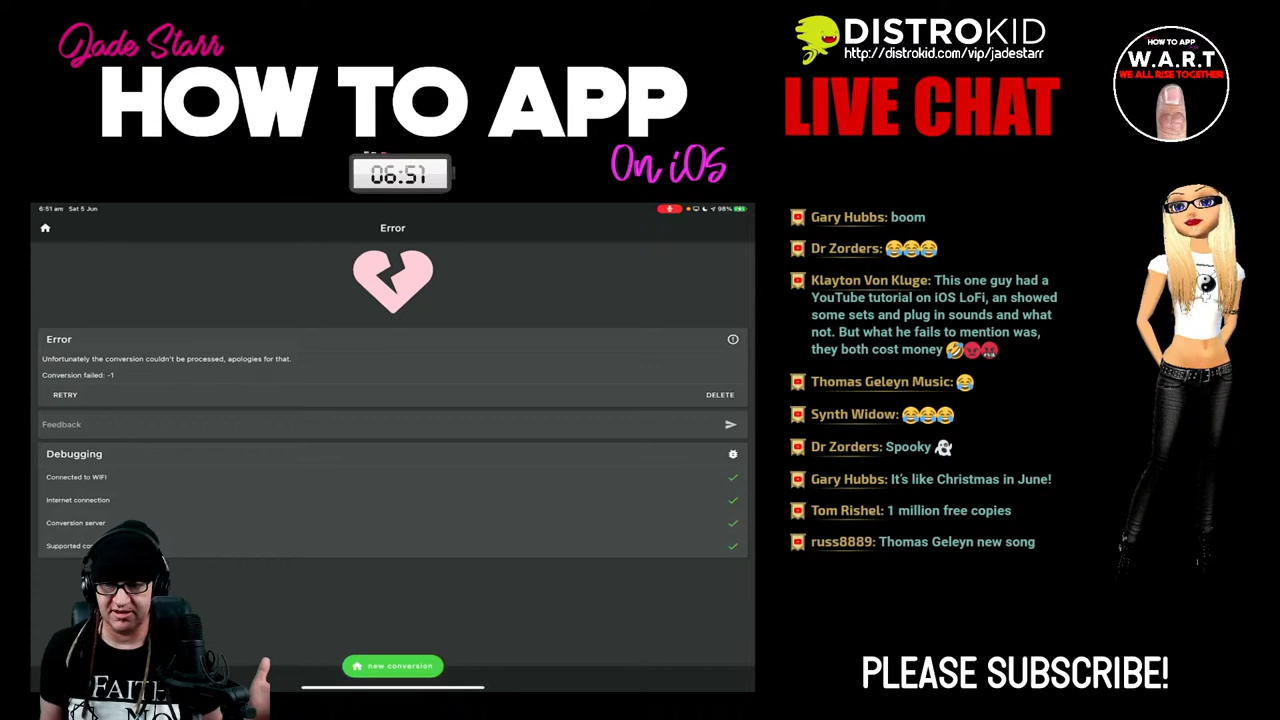 Jade Starr
HOW TO APP
On iOS
06:51
DISTROKID
http://distrokid.com/vip/jadestarr
LIVE CHAT
HOW TO APP
W.A.R.T
WE ALL RISE TOGETHER
6:51 am Sat 5 Jun
98%
Error
Error
Unfortunately the conversion couldn't be processed, apologies for that.
Conversion failed: -1
RETRY
DELETE
Feedback
Debugging
Connected to WIFI
Internet connection
Conversion server
Supported
new conversion
FAITH
NO
Gary Hubbs: boom
Dr Zorders: 😂😂😂
Klayton Von Kluge: This one guy had a
YouTube tutorial on iOS LoFi, an showed
some sets and plug in sounds and what
not. But what he fails to mention was,
they both cost money 🤣😡🤬
Thomas Geleyn Music: 😂
Synth Widow: 😂😂😂
Dr Zorders: Spooky 👻
Gary Hubbs: It's like Christmas in June!
Tom Rishel: 1 million free copies
russ8889: Thomas Geleyn new song
PLEASE SUBSCRIBE!